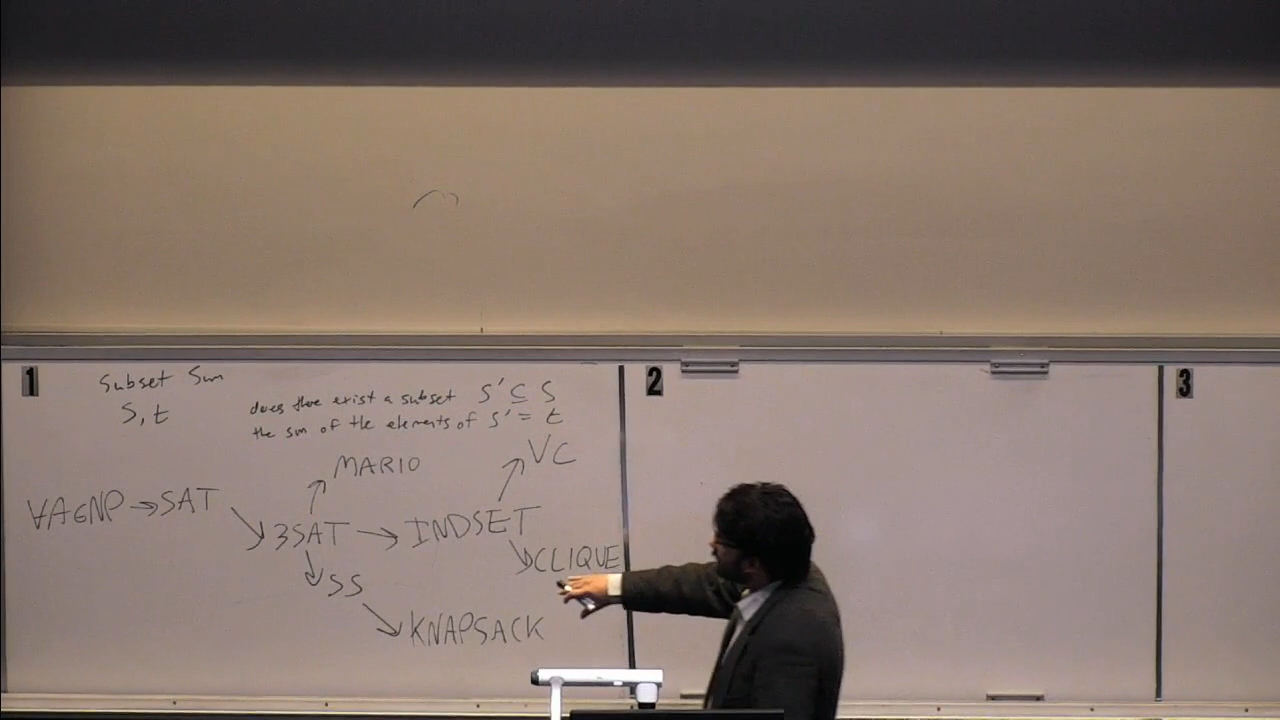 1
2
3
Subset Sum
S, t
does there exist a subset S' ⊆ S
the sum of the elements of S' = t
MARIO
VC
∀A∈NP → SAT
3SAT → INDSET
CLIQUE
SS
KNAPSACK